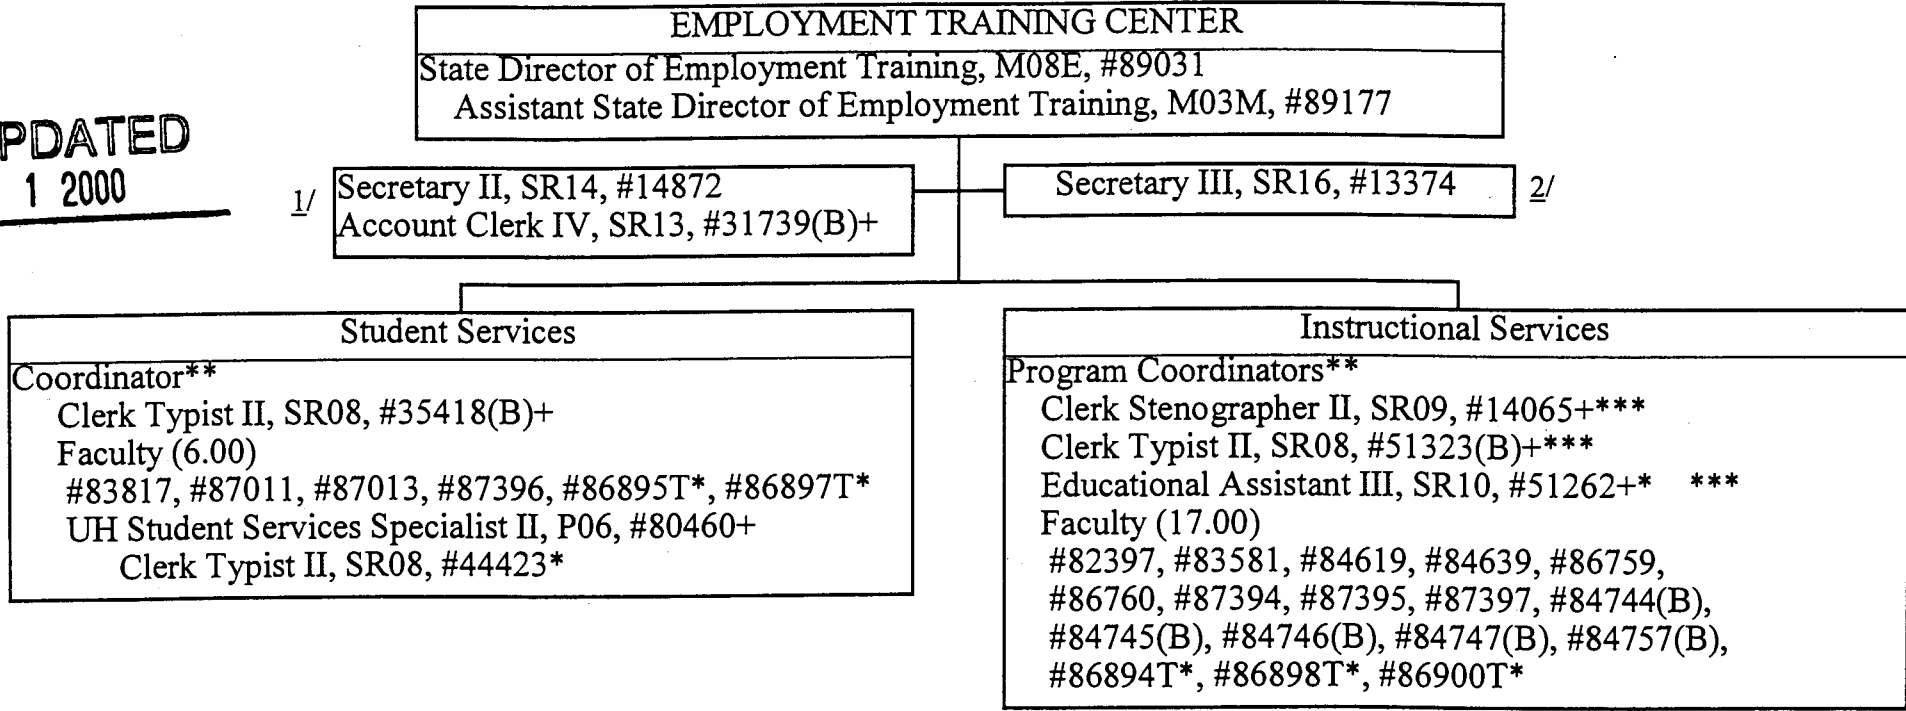 EMPLOYMENT TRAINING CENTER
State Director of Employment Training, M08E, #89031
Assistant State Director of Employment Training, M03M, #89177
PDATED
1 2000
1/
Secretary II, SR14, #14872
Account Clerk IV, SR13, #31739(B)+
Secretary III, SR16, #13374
2/
Student Services
Coordinator**
Clerk Typist II, SR08, #35418(B)+
Faculty (6.00)
#83817, #87011, #87013, #87396, #86895T*, #86897T*
UH Student Services Specialist II, P06, #80460+
Clerk Typist II, SR08, #44423*
Instructional Services
Program Coordinators**
Clerk Stenographer II, SR09, #14065+***
Clerk Typist II, SR08, #51323(B)+***
Educational Assistant III, SR10, #51262+* ***
Faculty (17.00)
#82397, #83581, #84619, #84639, #86759,
#86760, #87394, #87395, #87397, #84744(B),
#84745(B), #84746(B), #84747(B), #84757(B),
#86894T*, #86898T*, #86900T*